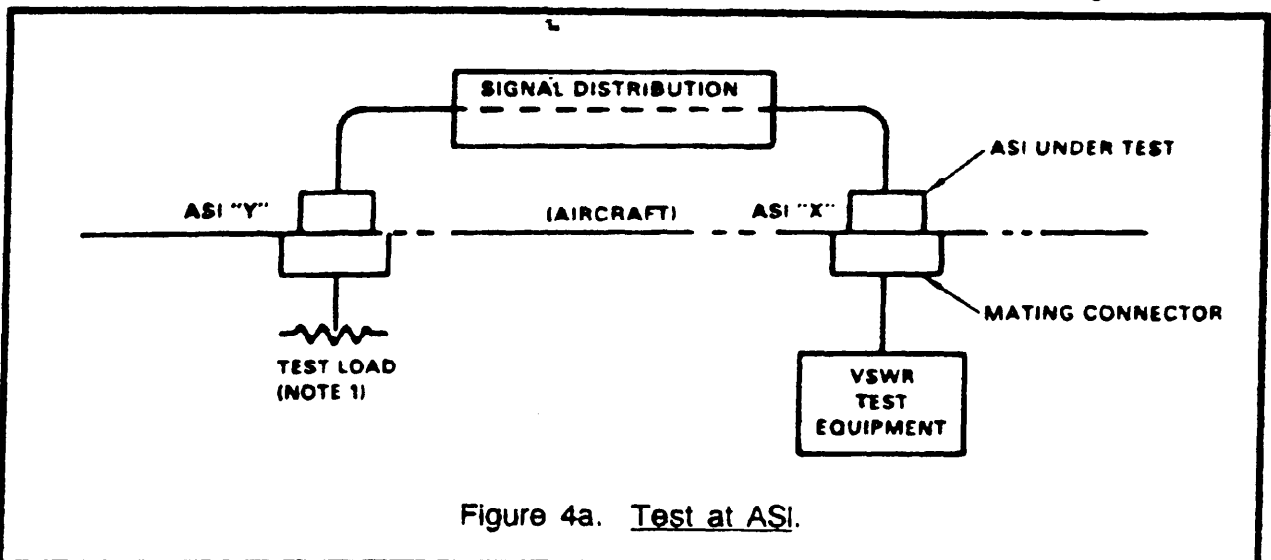 SIGNAL DISTRIBUTION
ASI UNDER TEST
ASI "Y"
(AIRCRAFT)
ASI "X"
MATING CONNECTOR
TEST LOAD
(NOTE 1)
VSWR
TEST
EQUIPMENT
Figure 4a. Test at ASI.